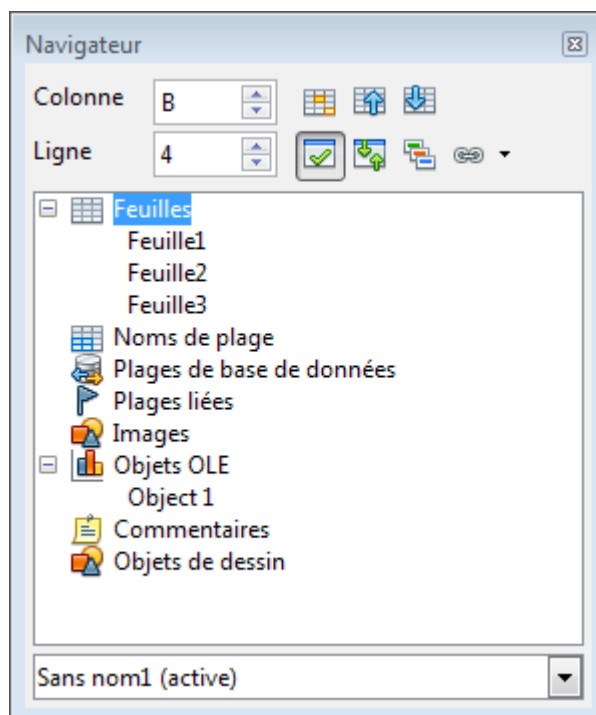 Navigateur
Colonne B
Ligne 4
Feuilles
Feuille1
Feuille2
Feuille3
Noms de plage
Plages de base de données
Plages liées
Images
Objets OLE
Object 1
Commentaires
Objets de dessin
Sans nom1 (active)